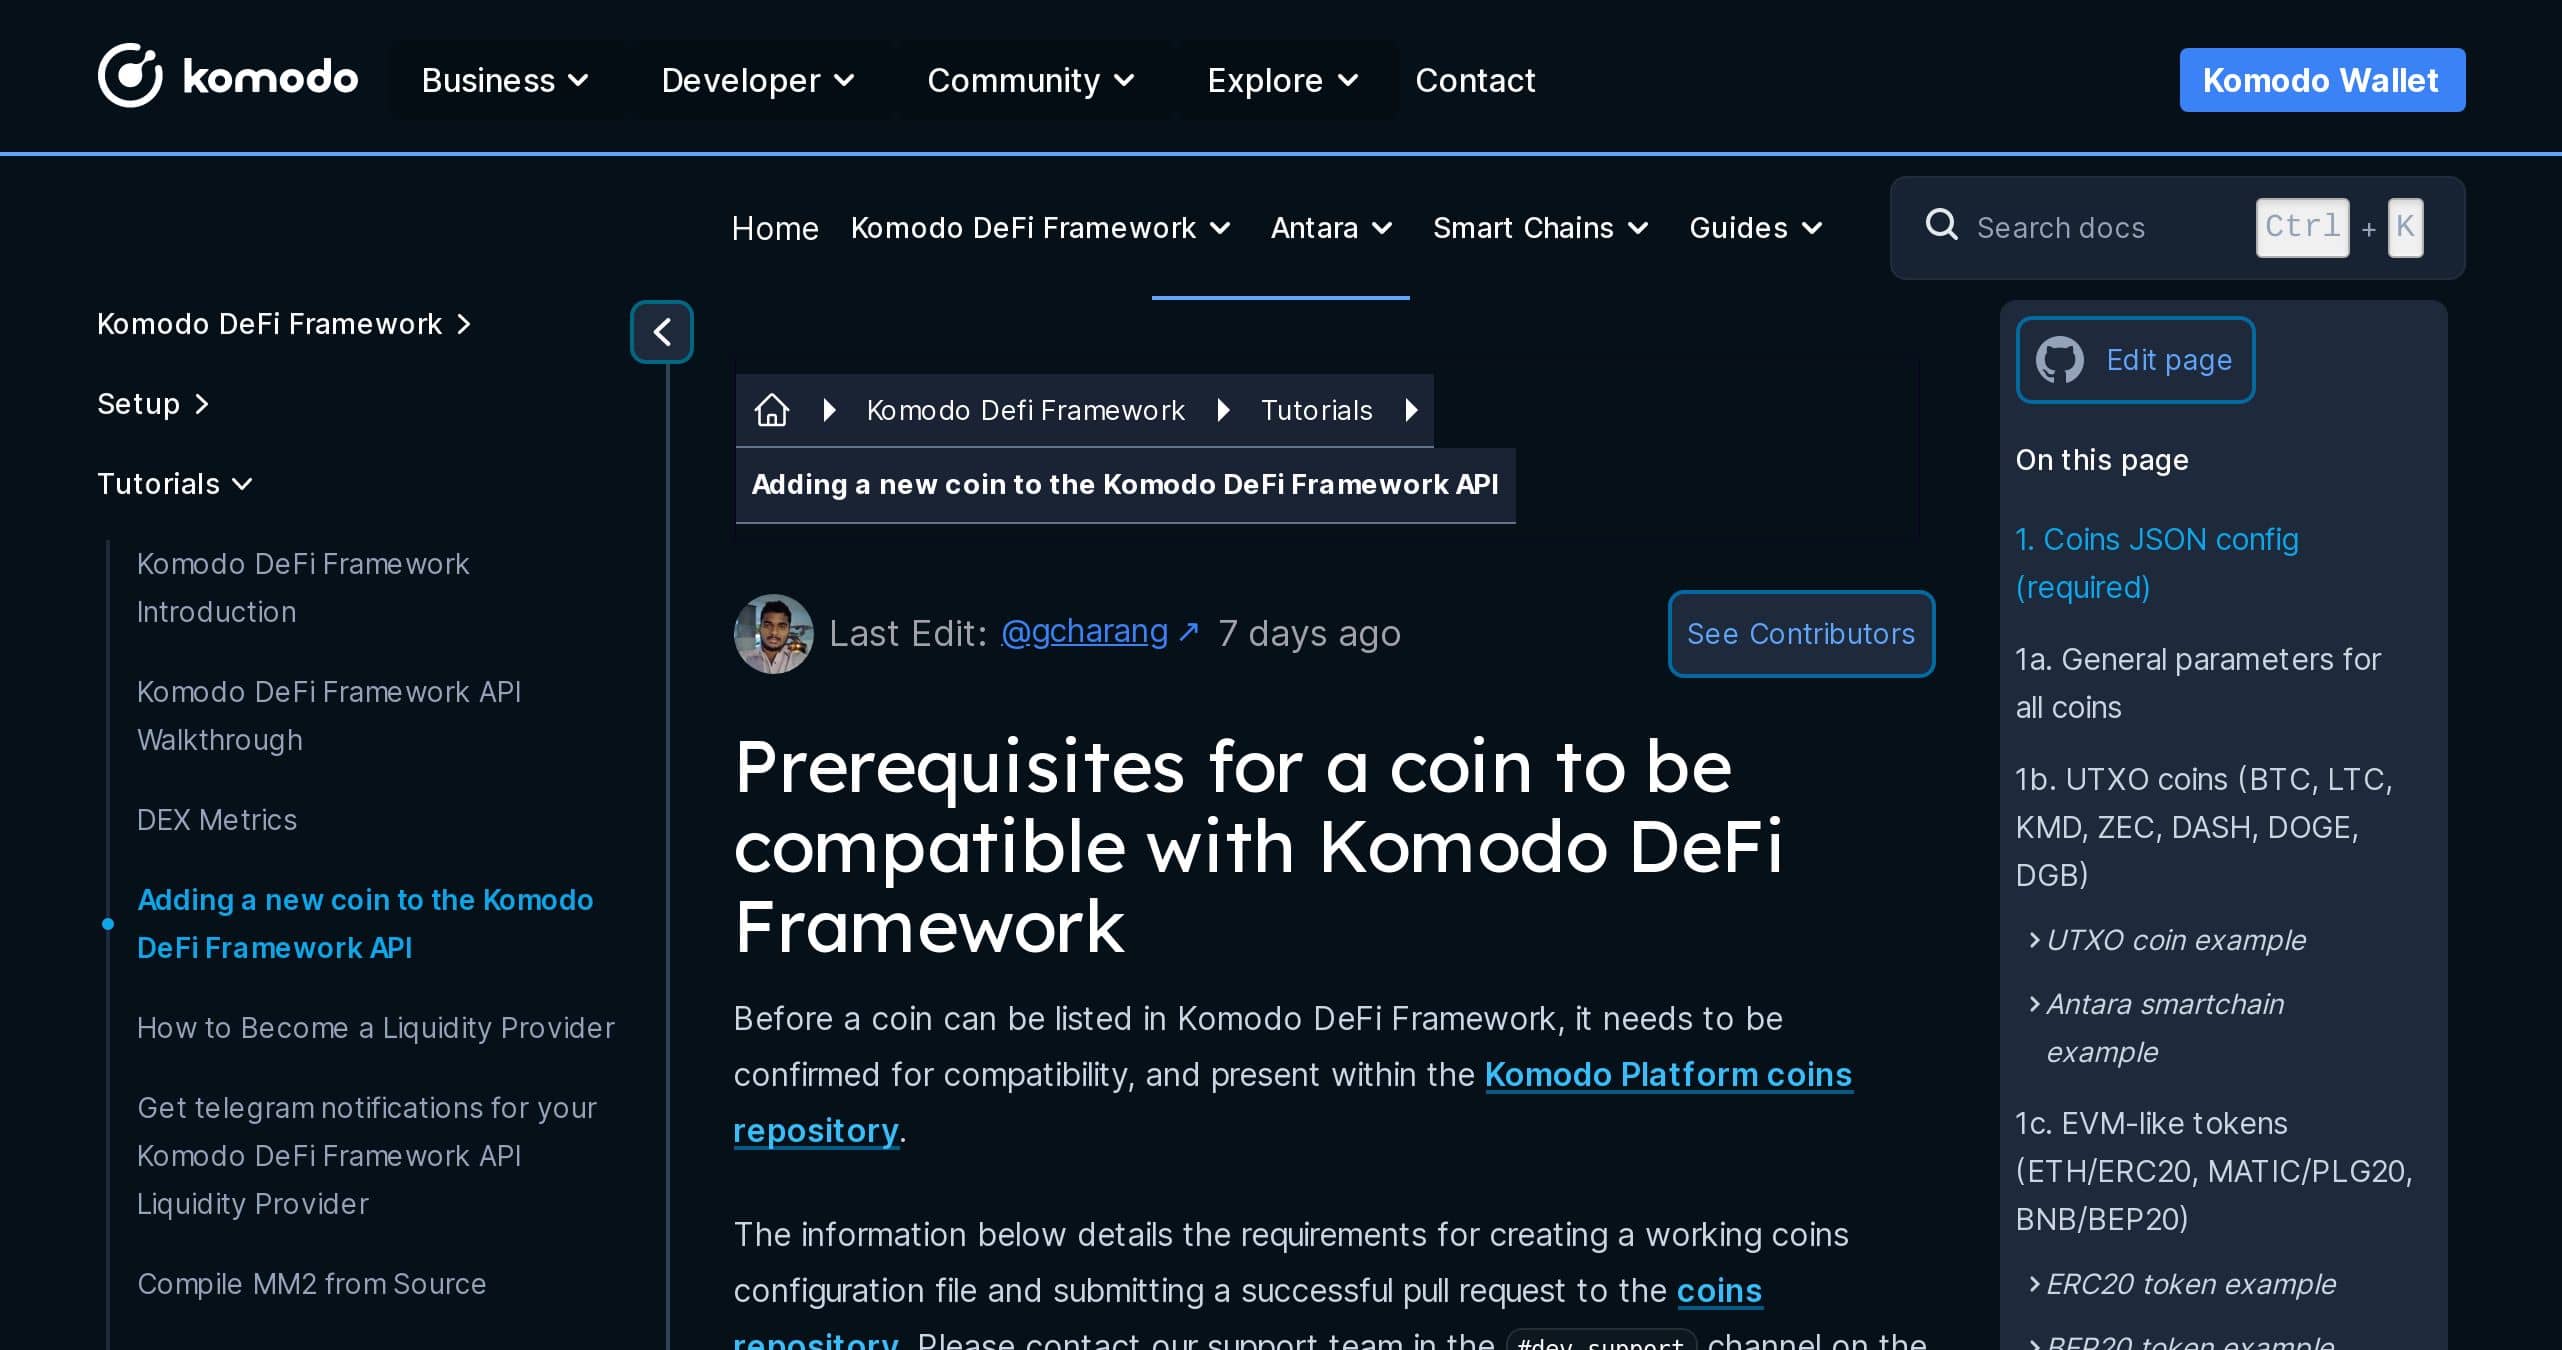 komodo
Business
Developer
Community
Explore
Contact
Komodo Wallet
Home
Komodo DeFi Framework
Antara
Smart Chains
Guides
Search docs
Ctrl + K
Komodo DeFi Framework
Setup
Tutorials
Komodo DeFi Framework
Introduction
Komodo DeFi Framework API
Walkthrough
DEX Metrics
Adding a new coin to the Komodo
DeFi Framework API
How to Become a Liquidity Provider
Get telegram notifications for your
Komodo DeFi Framework API
Liquidity Provider
Compile MM2 from Source
Komodo Defi Framework
Tutorials
Adding a new coin to the Komodo DeFi Framework API
Last Edit: @gcharang ↗ 7 days ago
See Contributors
Prerequisites for a coin to be
compatible with Komodo DeFi
Framework
Before a coin can be listed in Komodo DeFi Framework, it needs to be
confirmed for compatibility, and present within the Komodo Platform coins
repository.
The information below details the requirements for creating a working coins
configuration file and submitting a successful pull request to the coins
repository. Please contact our support team in the #dev-support channel on the
Edit page
On this page
1. Coins JSON config
(required)
1a. General parameters for
all coins
1b. UTXO coins (BTC, LTC,
KMD, ZEC, DASH, DOGE,
DGB)
UTXO coin example
Antara smartchain
example
1c. EVM-like tokens
(ETH/ERC20, MATIC/PLG20,
BNB/BEP20)
ERC20 token example
BEP20 token example